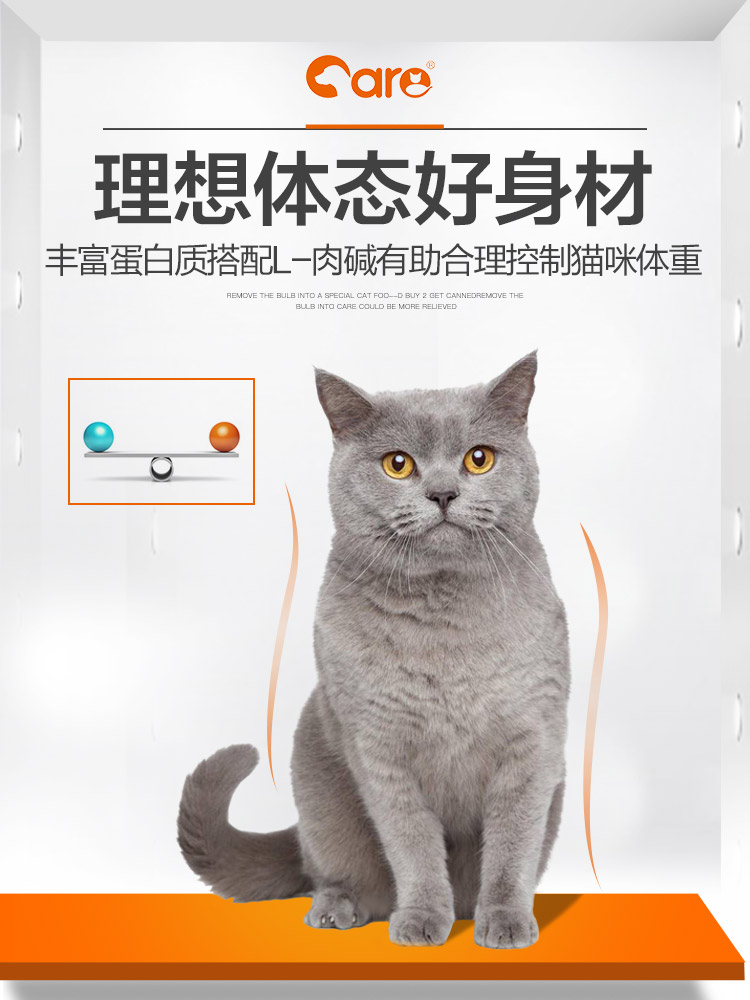 Care®
理想体态好身材
丰富蛋白质搭配L-肉碱有助合理控制猫咪体重
REMOVE THE BULB INTO A SPECIAL CAT FOO---D BUY 2 GET CANNEDREMOVE THE
BULB INTO CARE COULD BE MORE RELIEVED